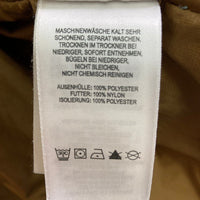 MASCHINENWÄSCHE KALT SEHR
SCHONEND, SEPARAT WASCHEN,
TROCKNEN IM TROCKNER BEI
NIEDRIGER, SOFORT ENTNEHMEN,
BÜGELN BEI NIEDRIGER,
NICHT BLEICHEN,
NICHT CHEMISCH REINIGEN
AUßENHÜLLE: 100% POLYESTER
FUTTER: 100% NYLON
ISOLIERUNG: 100% POLYESTER